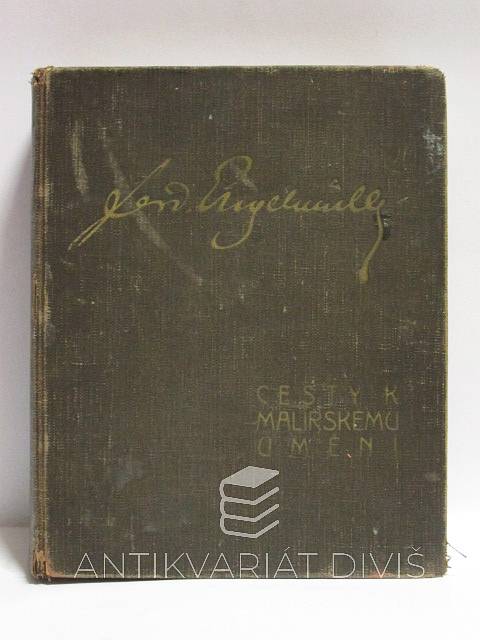 Ferd. Engelmüller
CESTY K
MALÍŘSKÉMU
UMĚNÍ
ANTIKVARIÁT DIVIŠ